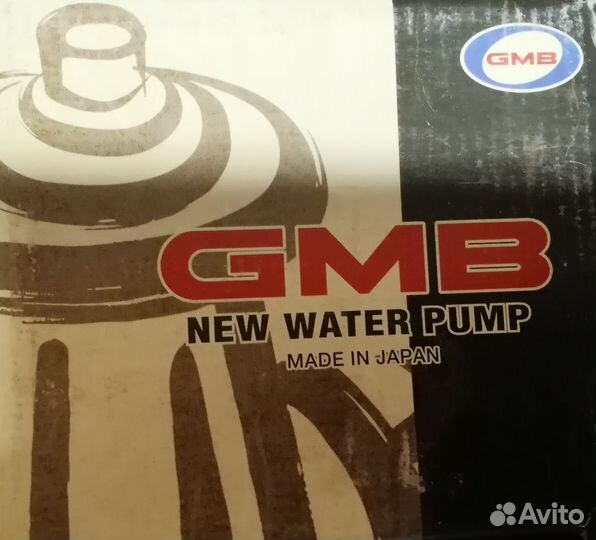 GMB
GMB
NEW WATER PUMP
MADE IN JAPAN
Avito